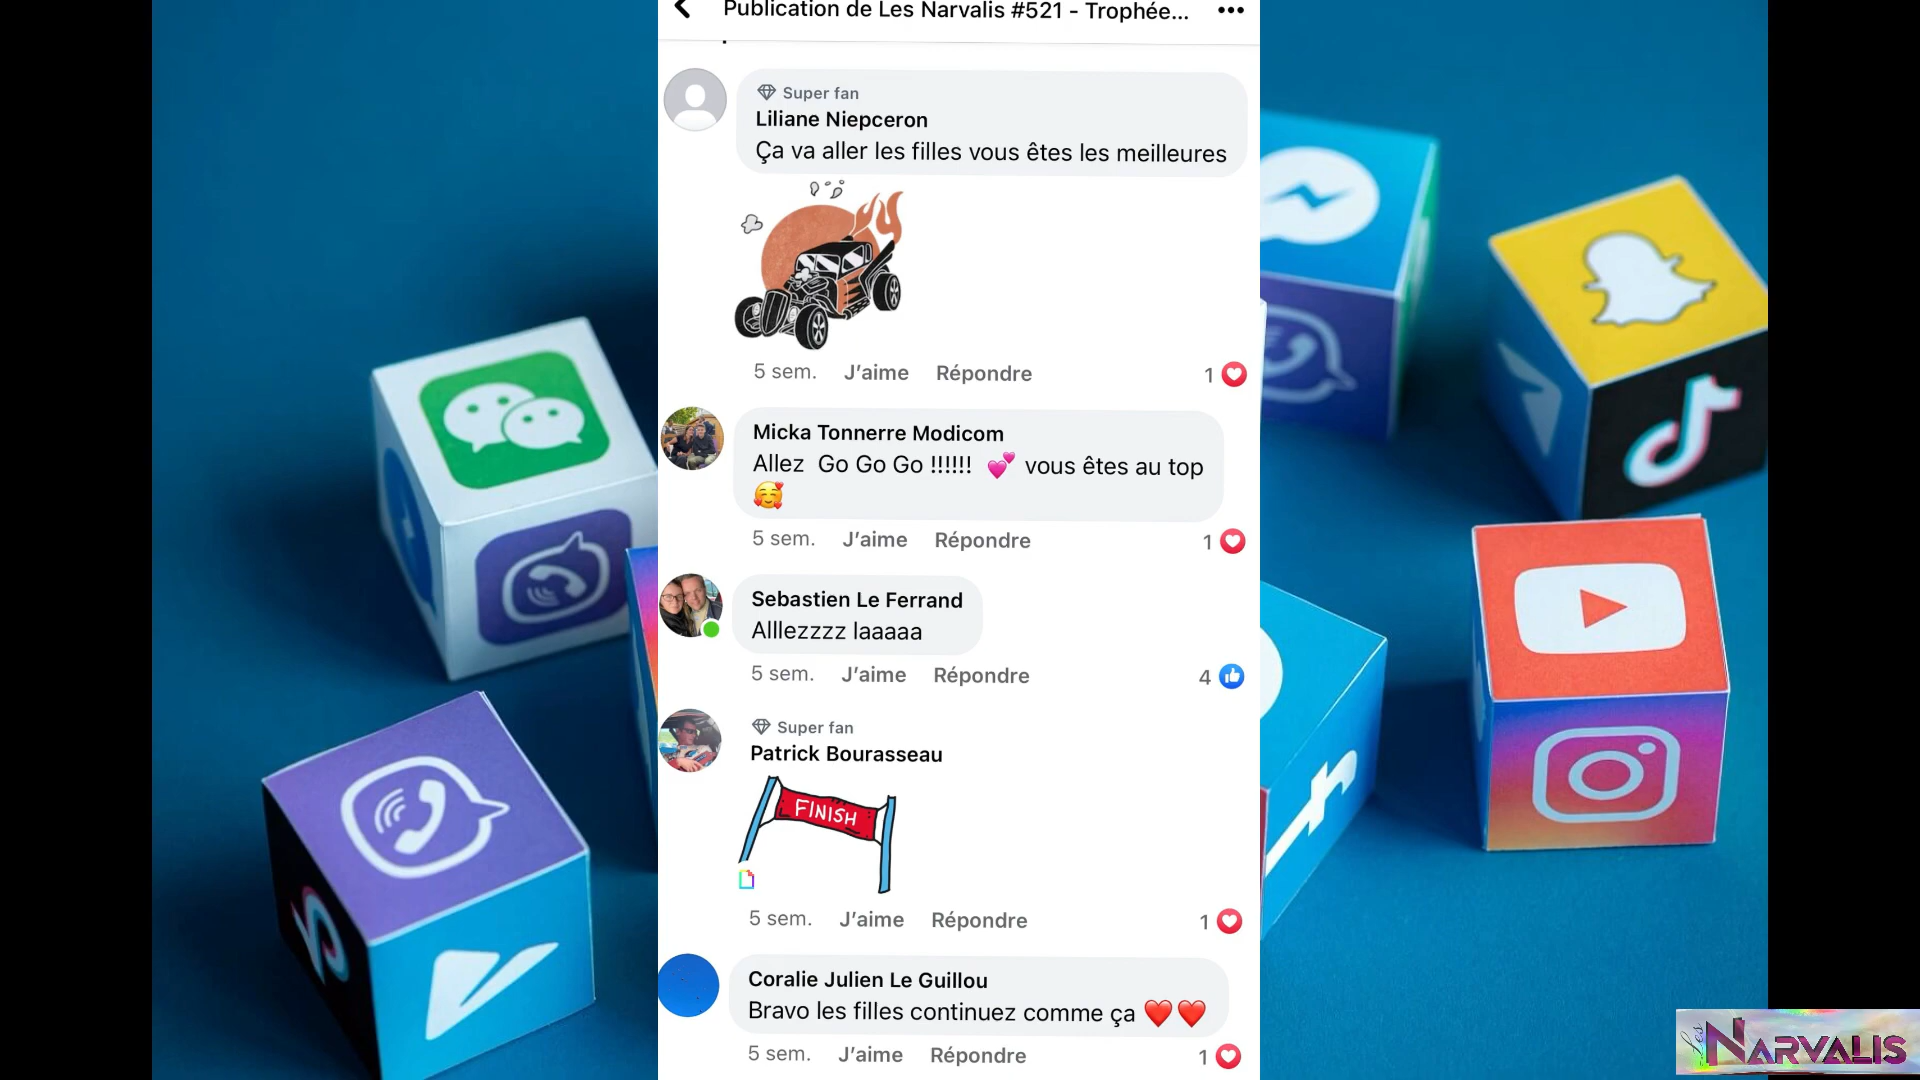 Publication de Les Narvalis #521 - Trophée...
Super fan
Liliane Niepceron
Ça va aller les filles vous êtes les meilleures
5 sem. J’aime Répondre 1
Micka Tonnerre Modicom
Allez Go Go Go !!!!!! 💕 vous êtes au top
🥰
5 sem. J’aime Répondre 1
Sebastien Le Ferrand
Alllezzzz laaaaa
5 sem. J’aime Répondre 4
Super fan
Patrick Bourasseau
FINISH
5 sem. J’aime Répondre 1
Coralie Julien Le Guillou
Bravo les filles continuez comme ça ❤️❤️
5 sem. J’aime Répondre 1
Les NARVALIS